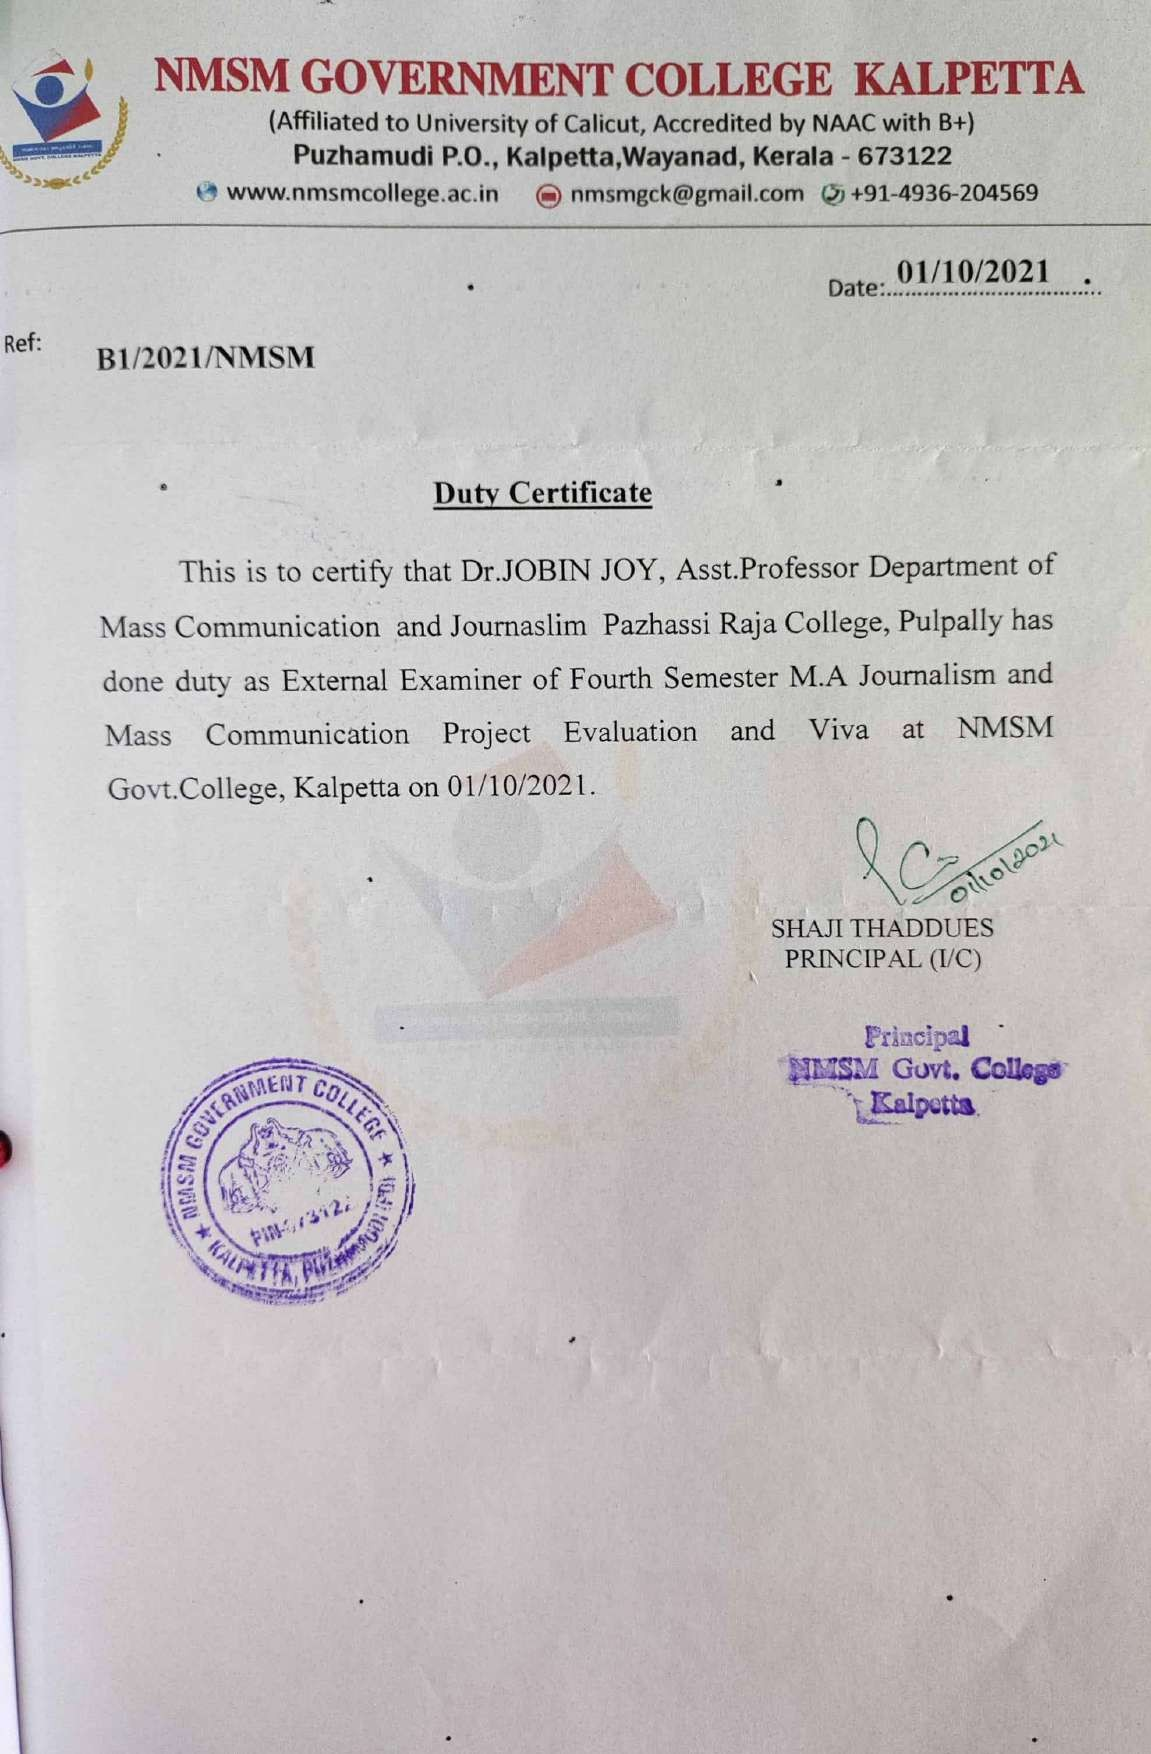 NMSM GOVERNMENT COLLEGE KALPETTA
(Affiliated to University of Calicut, Accredited by NAAC with B+)
Puzhamudi P.O., Kalpetta,Wayanad, Kerala - 673122
www.nmsmcollege.ac.in nmsmgck@gmail.com +91-4936-204569
Date: 01/10/2021
Ref: B1/2021/NMSM
Duty Certificate
This is to certify that Dr.JOBIN JOY, Asst.Professor Department of
Mass Communication and Journaslim Pazhassi Raja College, Pulpally has
done duty as External Examiner of Fourth Semester M.A Journalism and
Mass Communication Project Evaluation and Viva at NMSM
Govt.College, Kalpetta on 01/10/2021.
01/10/2021
SHAJI THADDUES
PRINCIPAL (I/C)
Principal
NMSM Govt. College
Kalpetta
NMSM GOVERNMENT COLLEGE
KALPETTA,